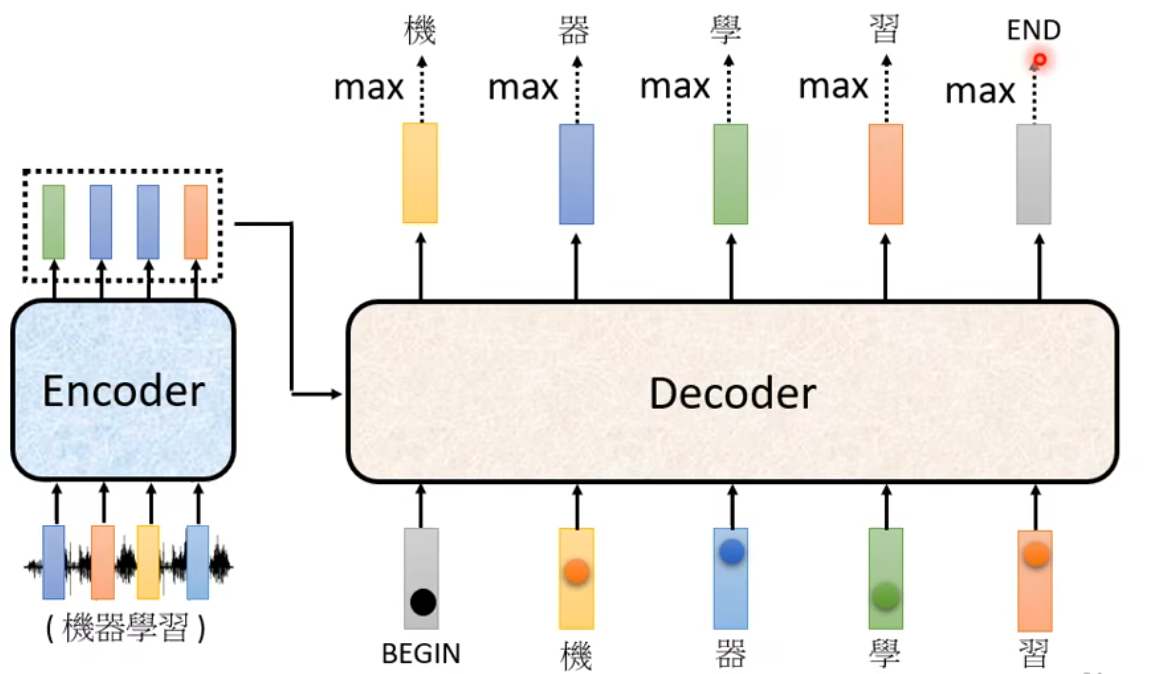 機 器 學 習 END
max max max max max
Encoder
Decoder
( 機器學習 )
BEGIN 機 器 學 習